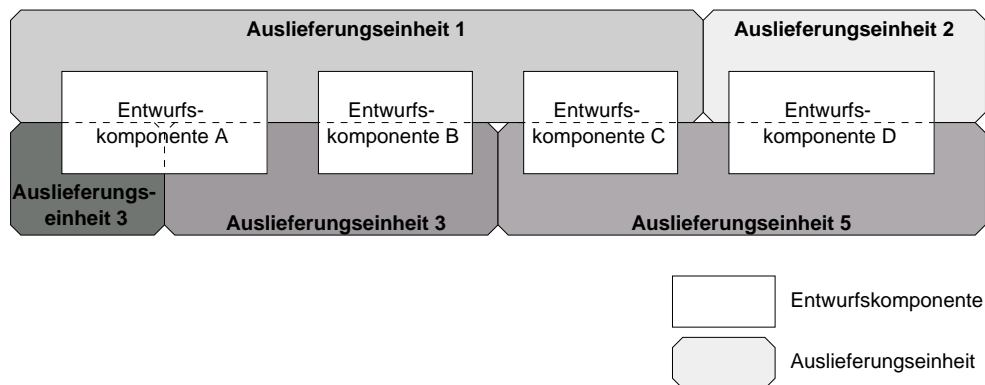 Auslieferungseinheit 1
Auslieferungseinheit 2
Entwurfs-
komponente A
Entwurfs-
komponente B
Entwurfs-
komponente C
Entwurfs-
komponente D
Auslieferungs-
einheit 3
Auslieferungseinheit 3
Auslieferungseinheit 5
Entwurfskomponente
Auslieferungseinheit